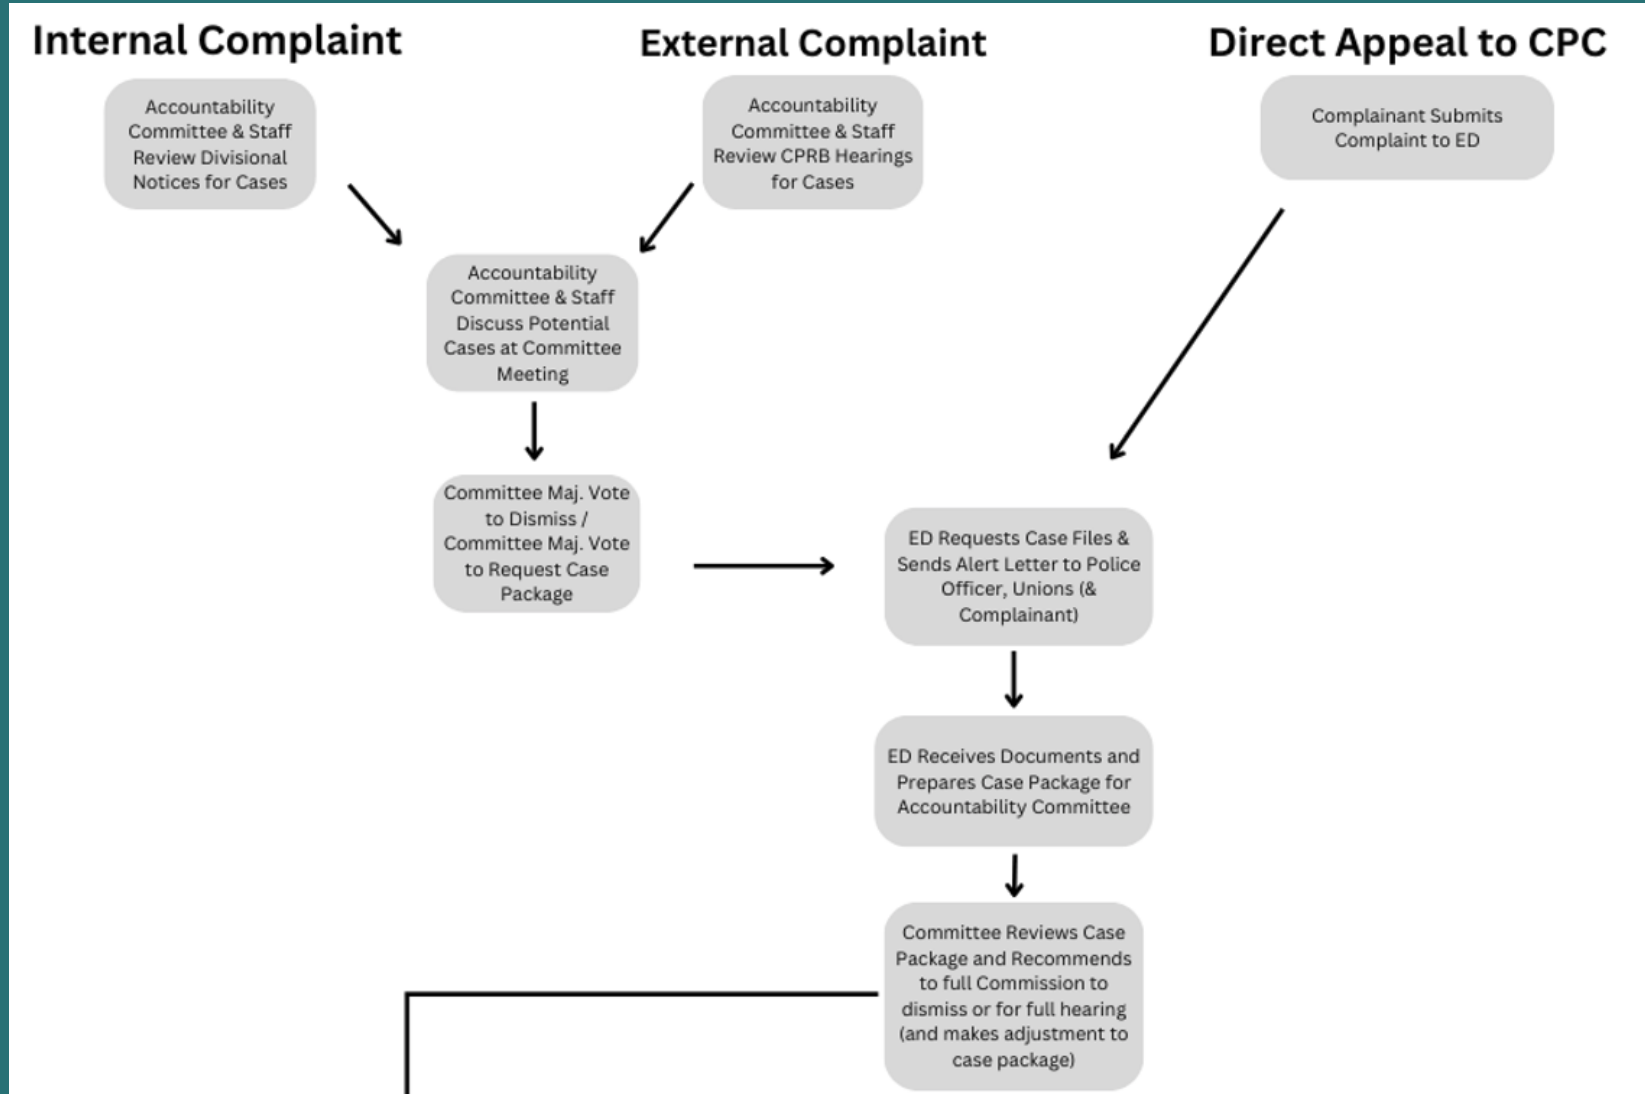 Internal Complaint
External Complaint
Direct Appeal to CPC
Accountability
Committee & Staff
Review Divisional
Notices for Cases
Accountability
Committee & Staff
Review CPRB Hearings
for Cases
Complainant Submits
Complaint to ED
Accountability
Committee & Staff
Discuss Potential
Cases at Committee
Meeting
Committee Maj. Vote
to Dismiss /
Committee Maj. Vote
to Request Case
Package
ED Requests Case Files &
Sends Alert Letter to Police
Officer, Unions (&
Complainant)
ED Receives Documents and
Prepares Case Package for
Accountability Committee
Committee Reviews Case
Package and Recommends
to full Commission to
dismiss or for full hearing
(and makes adjustment to
case package)